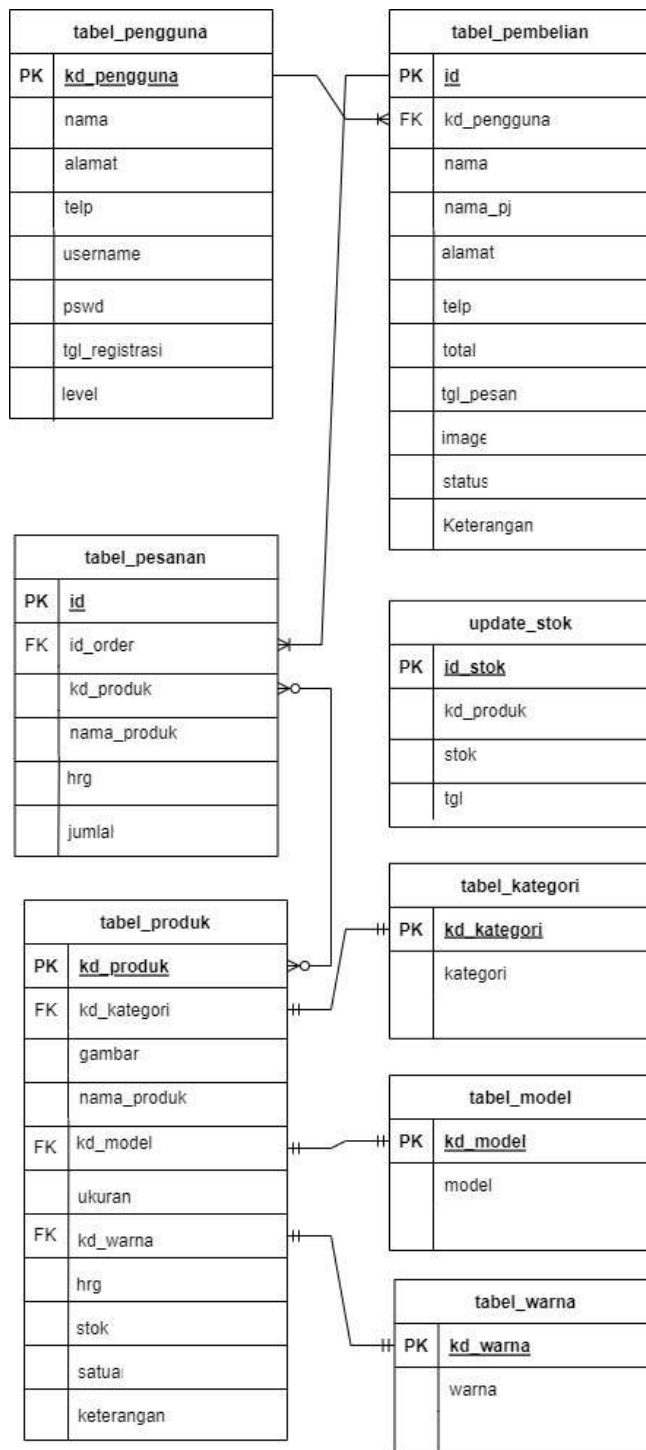 tabel_pengguna
PK kd_pengguna
nama
alamat
telp
username
pswd
tgl_registrasi
level
tabel_pembelian
PK id
FK kd_pengguna
nama
nama_pj
alamat
telp
total
tgl_pesan
image
status
Keterangan
tabel_pesanan
PK id
FK id_order
kd_produk
nama_produk
hrg
jumlal
update_stok
PK id_stok
kd_produk
stok
tgl
tabel_produk
PK kd_produk
FK kd_kategori
gambar
nama_produk
FK kd_model
ukuran
FK kd_warna
hrg
stok
satuai
keterangan
tabel_kategori
PK kd_kategori
kategori
tabel_model
PK kd_model
model
tabel_warna
PK kd_warna
warna